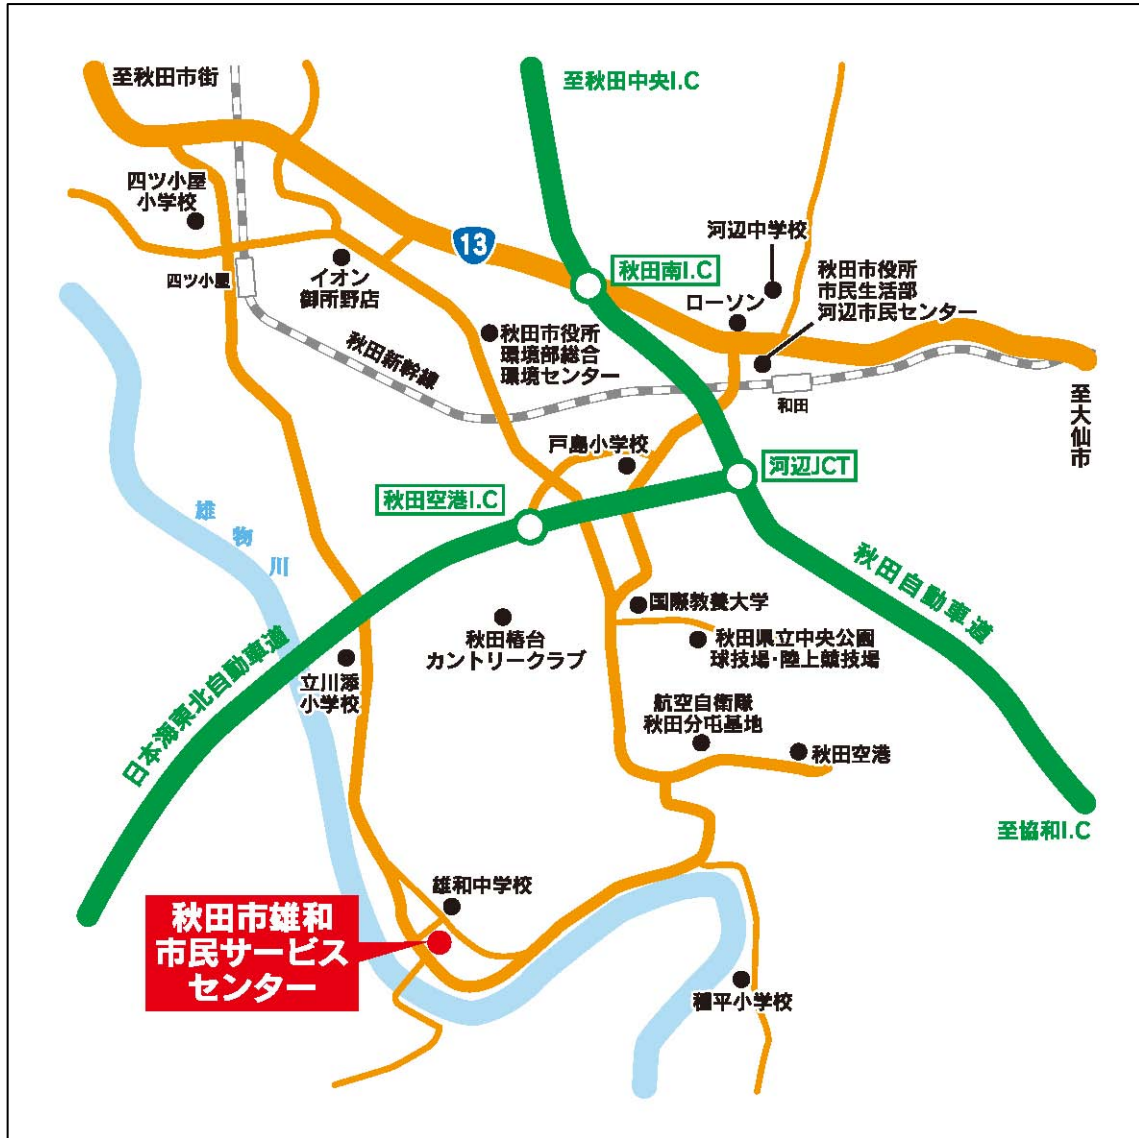 至秋田市街
至秋田中央I.C
四ツ小屋
小学校
13
河辺中学校
秋田南I.C
秋田市役所
市民生活部
河辺市民センター
イオン
御所野店
四ツ小屋
ローソン
秋田新幹線
秋田市役所
環境部総合
環境センター
和田
至大仙市
戸島小学校
河辺JCT
秋田空港I.C
雄物川
秋田自動車道
国際教養大学
秋田椿台
カントリークラブ
秋田県立中央公園
球技場・陸上競技場
日本海東北自動車道
立川添
小学校
航空自衛隊
秋田分屯基地
秋田空港
至協和I.C
雄和中学校
秋田市雄和
市民サービス
センター
種平小学校